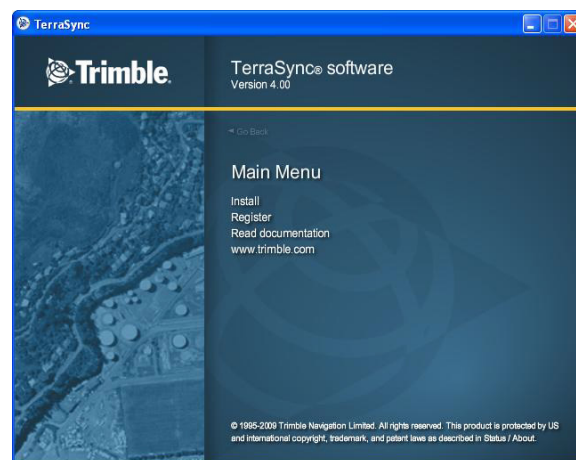 TerraSync
Trimble.
TerraSync® software
Version 4.00
◄ Go Back
Main Menu
Install
Register
Read documentation
www.trimble.com
© 1995-2009 Trimble Navigation Limited. All rights reserved. This product is protected by US
and international copyright, trademark, and patent laws as described in Status / About.